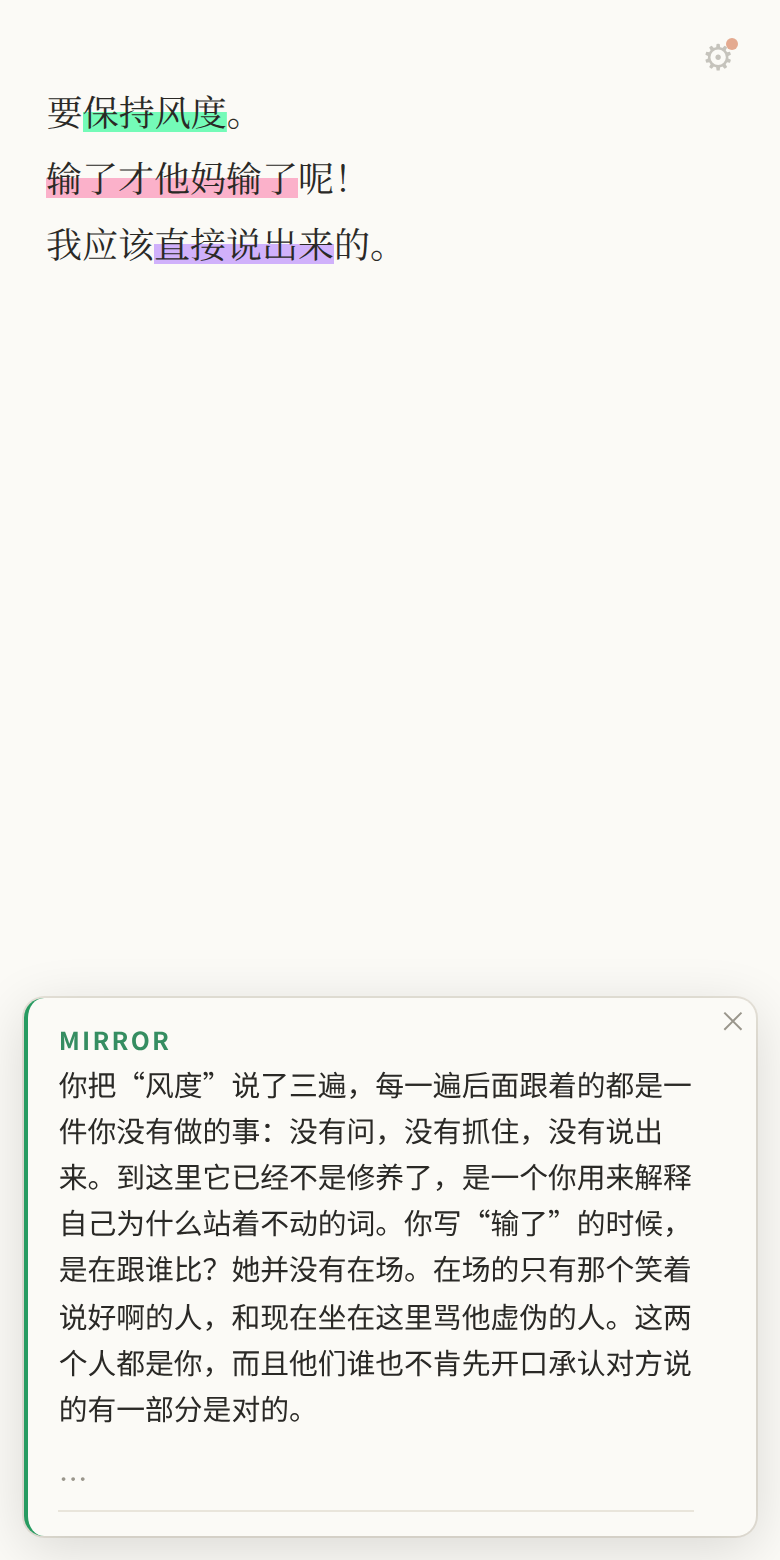 要保持风度。
输了才他妈输了呢！
我应该直接说出来的。
MIRROR
你把“风度”说了三遍，每一遍后面跟着的都是一
件你没有做的事：没有问，没有抓住，没有说出
来。到这里它已经不是修养了，是一个你用来解释
自己为什么站着不动的词。你写“输了”的时候，
是在跟谁比？她并没有在场。在场的只有那个笑着
说好啊的人，和现在坐在这里骂他虚伪的人。这两
个人都是你，而且他们谁也不肯先开口承认对方说
的有一部分是对的。
...